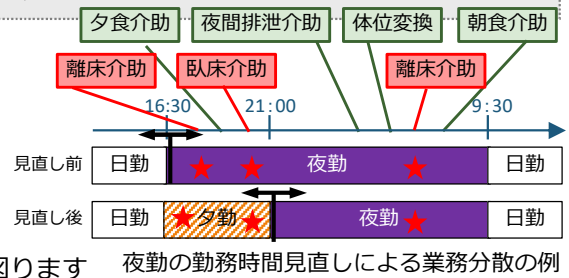 夕食介助 夜間排泄介助 体位変換 朝食介助
離床介助 臥床介助 離床介助
16:30 21:00 9:30
見直し前 日勤 夜勤 日勤
見直し後 日勤 夕勤 夜勤 日勤
図ります 夜勤の勤務時間見直しによる業務分散の例